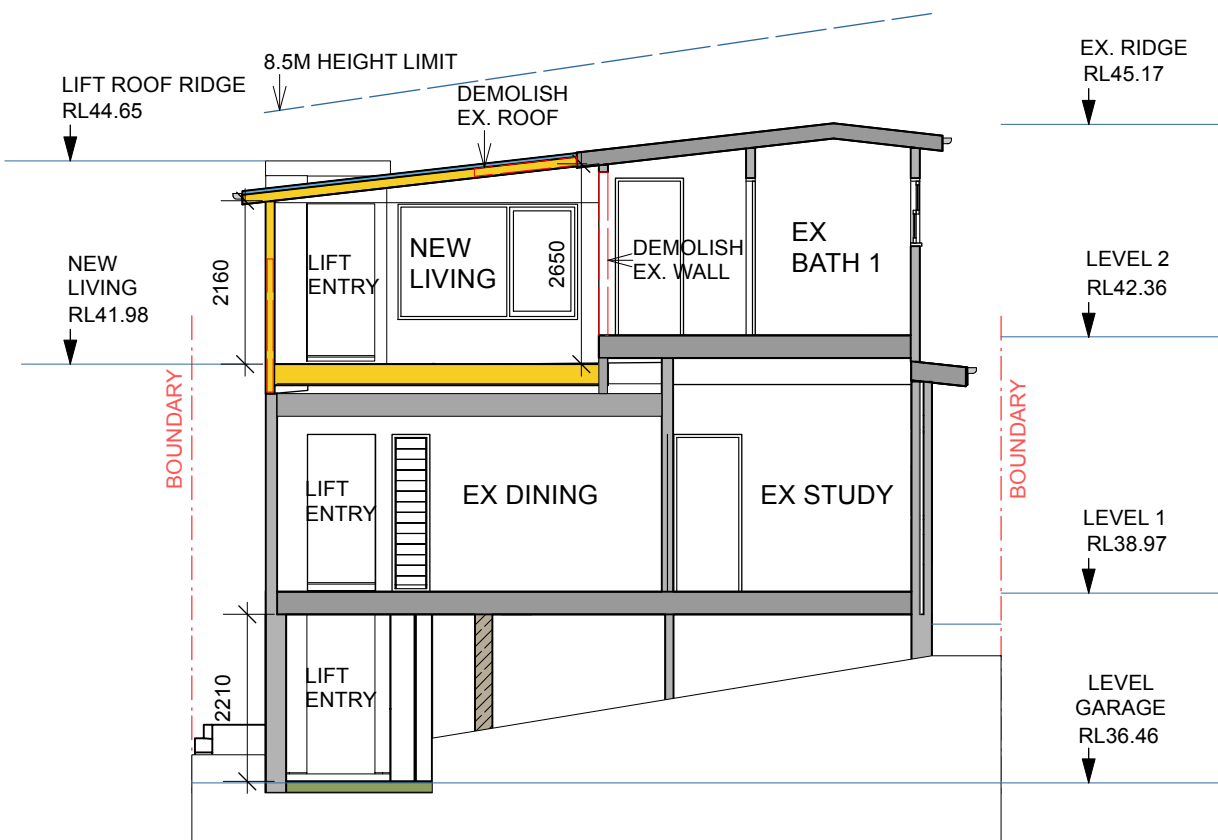 8.5M HEIGHT LIMIT
EX. RIDGE
RL45.17
LIFT ROOF RIDGE
RL44.65
DEMOLISH
EX. ROOF
NEW
LIVING
RL41.98
2160
LIFT
ENTRY
NEW
LIVING
2650
DEMOLISH
EX. WALL
EX
BATH 1
LEVEL 2
RL42.36
BOUNDARY
BOUNDARY
LIFT
ENTRY
EX DINING
EX STUDY
LEVEL 1
RL38.97
2210
LIFT
ENTRY
LEVEL
GARAGE
RL36.46